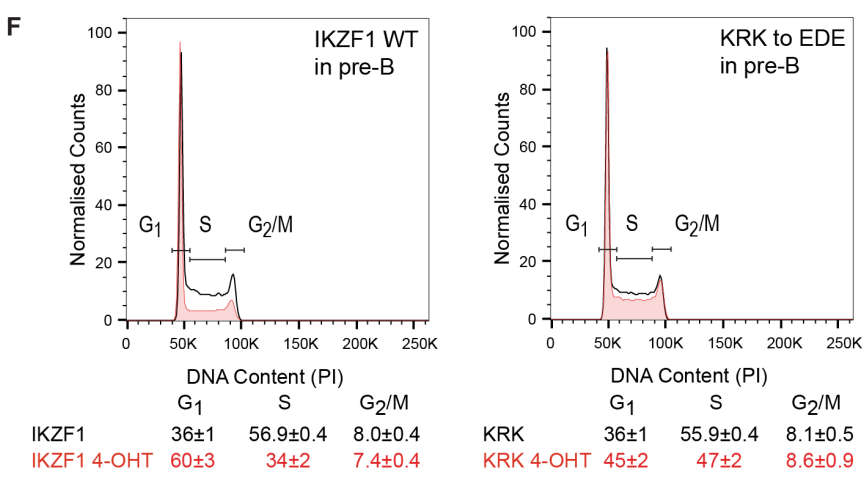 F
IKZF1 WT
in pre-B
Normalised Counts
100
80
60
40
20
0
G1
S
G2/M
0
50K
100K
150K
200K
250K
DNA Content (PI)
G1 S G2/M
IKZF1 36±1 56.9±0.4 8.0±0.4
IKZF1 4-OHT 60±3 34±2 7.4±0.4
KRK to EDE
in pre-B
Normalised Counts
100
80
60
40
20
0
G1
S
G2/M
0
50K
100K
150K
200K
250K
DNA Content (PI)
G1 S G2/M
KRK 36±1 55.9±0.4 8.1±0.5
KRK 4-OHT 45±2 47±2 8.6±0.9